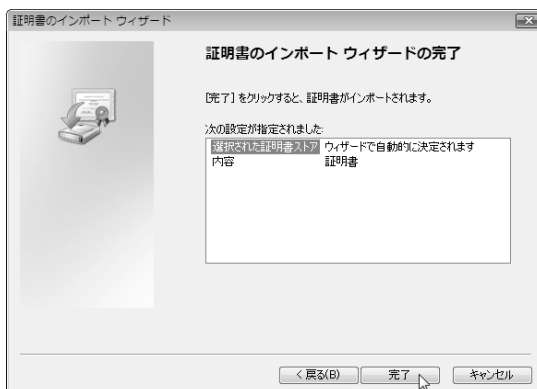 証明書のインポート ウィザード
証明書のインポート ウィザードの完了
[完了] をクリックすると、証明書がインポートされます。
次の設定が指定されました:
選択された証明書ストア ウィザードで自動的に決定されます
内容 証明書
< 戻る(B) 完了 キャンセル